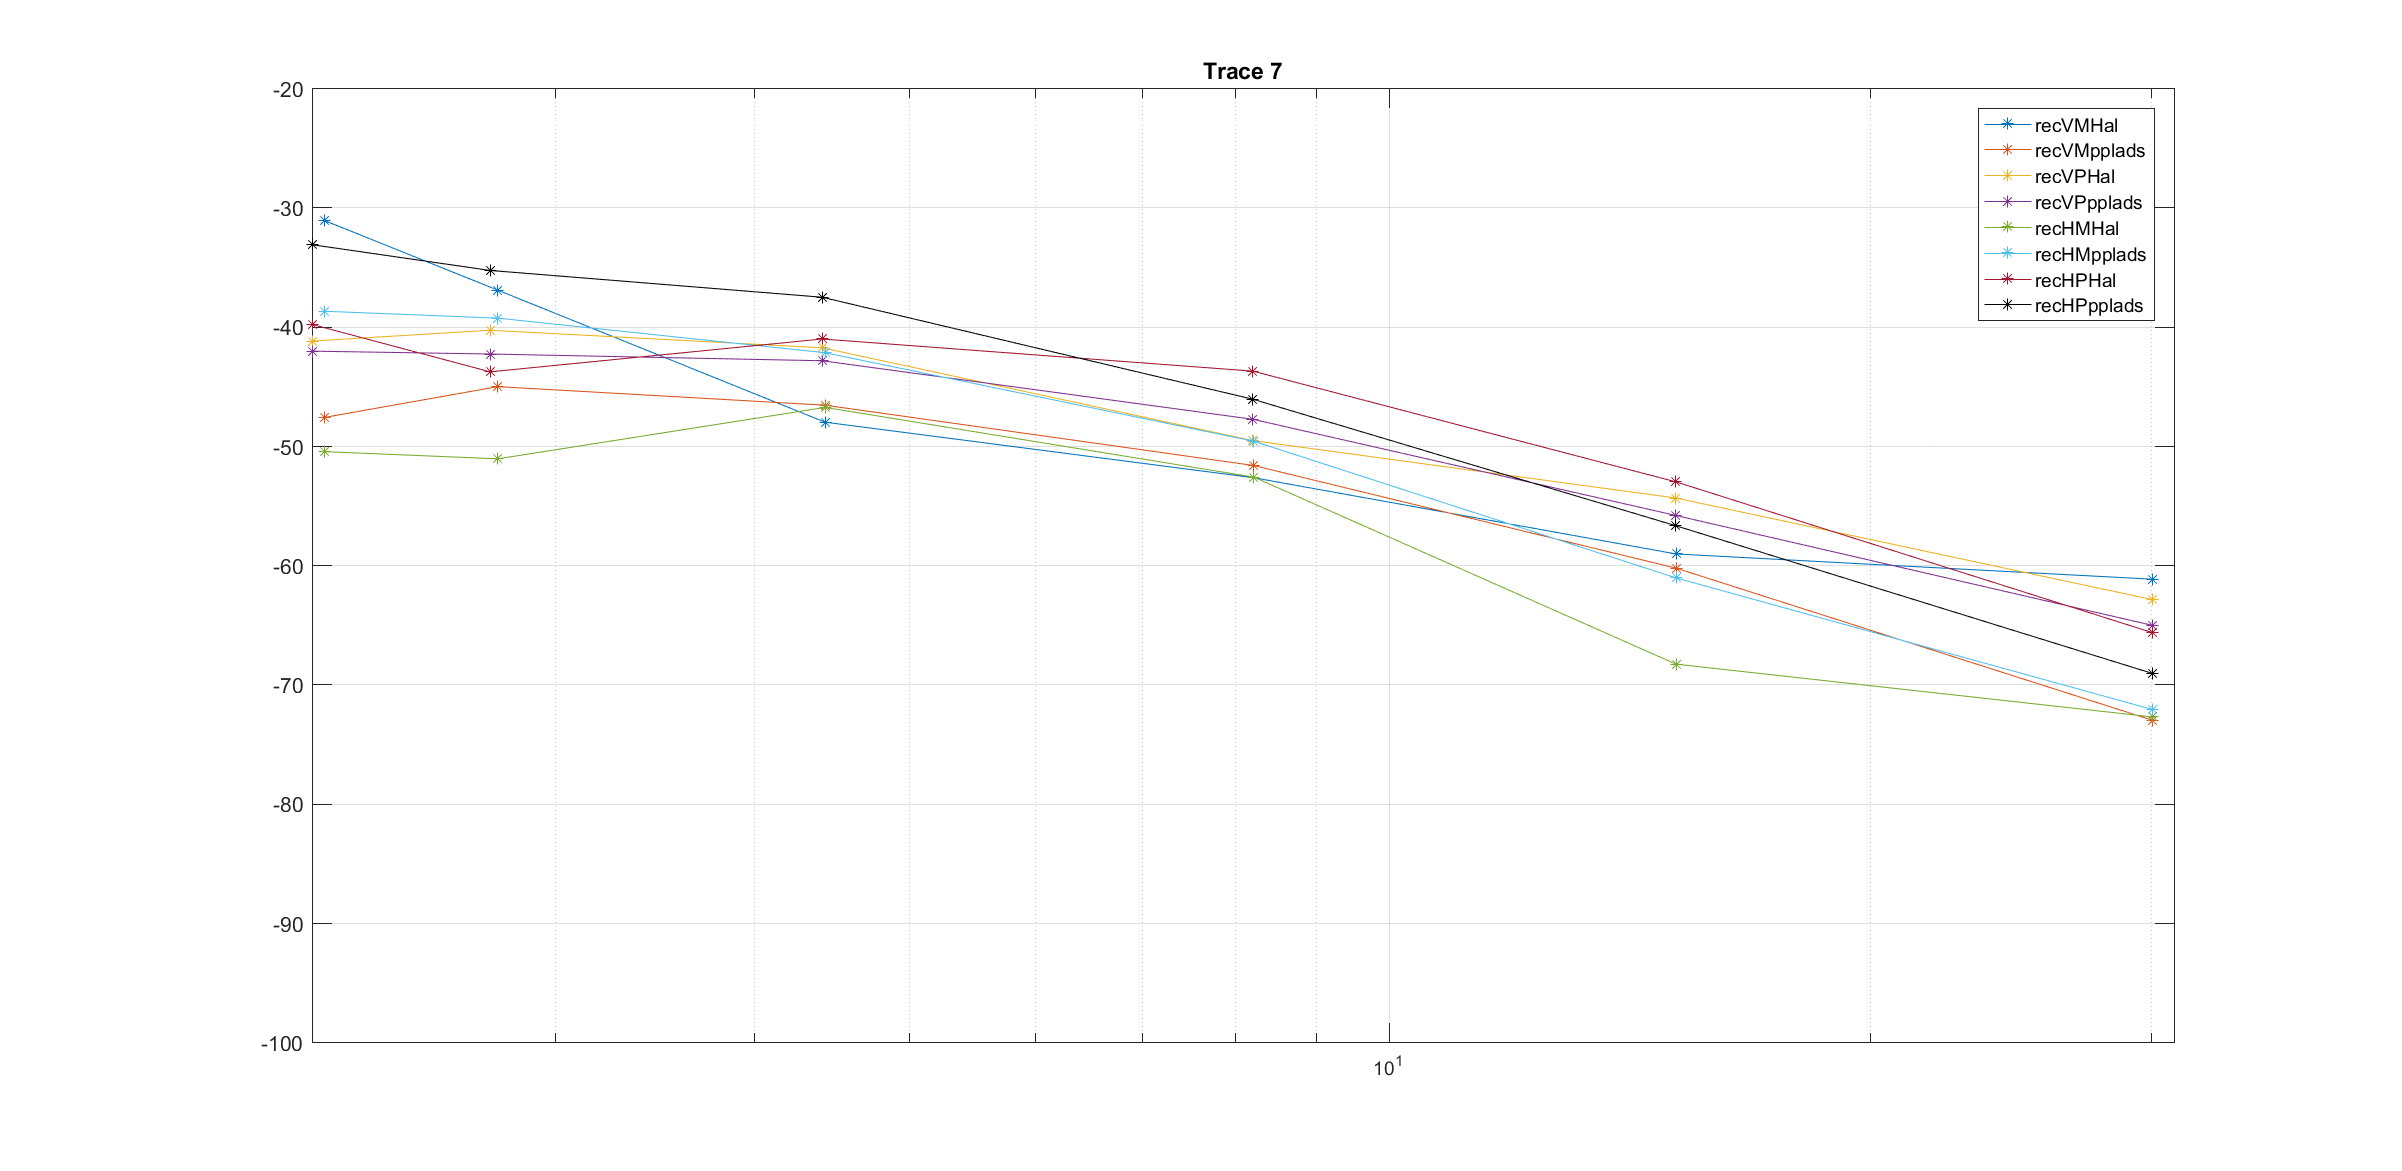 Trace 7
-20
-30
-40
-50
-60
-70
-80
-90
-100
10^1
recVMHal
recVMpplads
recVPHal
recVPpplads
recHMHal
recHMpplads
recHPHal
recHPpplads